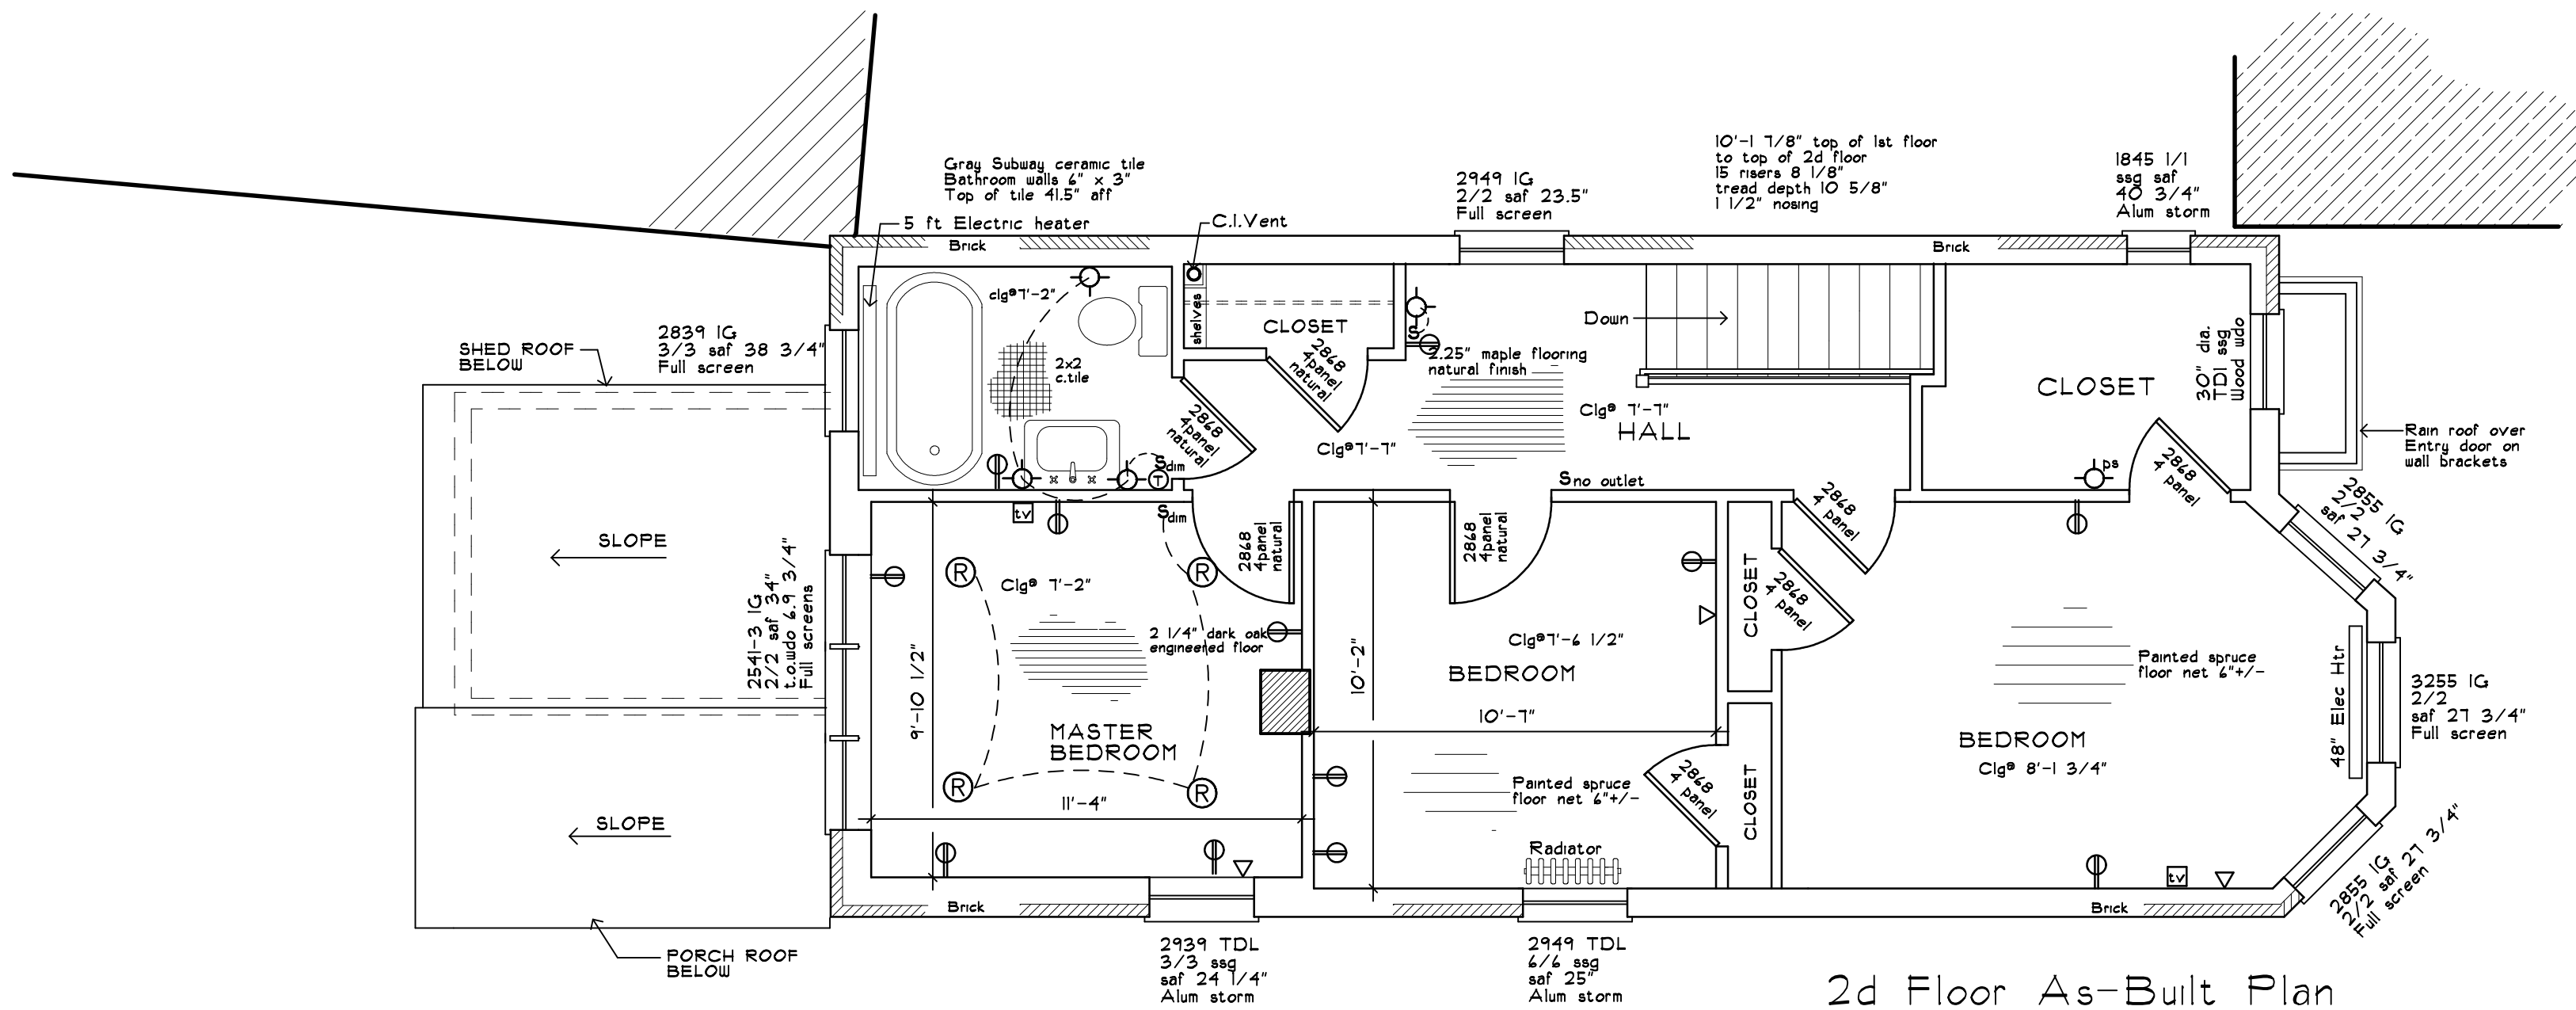 Gray Subway ceramic tile
Bathroom walls 6" x 3"
Top of tile 41.5" aff
5 ft Electric heater
Brick
C.I.Vent
2949 IG
2/2 saf 23.5"
Full screen
10'-1 7/8" top of 1st floor
to top of 2d floor
15 risers 8 1/8"
tread depth 10 5/8"
1 1/2" nosing
1845 1/1
ssg saf
40 3/4"
Alum storm
Brick
2839 IG
3/3 saf 38 3/4"
Full screen
SHED ROOF
BELOW
clg@7'-2"
2x2
c.tile
shelves
CLOSET
2868
4panel
natural
S
2.25" maple flooring
natural finish
Down
Clg@ 7'-7"
HALL
Clg@7'-7"
CLOSET
30" dia.
TDL ssg
Wood wdo
Rain roof over
Entry door on
wall brackets
2868
4panel
natural
Sdim
T
S no outlet
ps
2868
4 panel
tv
Sdim
2868
4panel
natural
2868
4panel
natural
2868
4 panel
2855 IG
2/2
saf 27 3/4"
SLOPE
2541-3 IG
2/2 saf 34"
t.o.wdo 6.9 3/4"
Full screens
R
R
Clg@ 7'-2"
2 1/4" dark oak
engineered floor
9'-10 1/2"
MASTER
BEDROOM
R
R
11'-4"
10'-2"
Clg@7'-6 1/2"
BEDROOM
10'-7"
Painted spruce
floor net 6"+/-
Radiator
CLOSET
2868
4 panel
CLOSET
2868
4 panel
Painted spruce
floor net 6"+/-
BEDROOM
Clg@ 8'-1 3/4"
48" Elec Htr
3255 IG
2/2
saf 27 3/4"
Full screen
SLOPE
PORCH ROOF
BELOW
Brick
2939 TDL
3/3 ssg
saf 24 1/4"
Alum storm
2949 TDL
6/6 ssg
saf 25"
Alum storm
tv
Brick
2855 IG
2/2 saf 27 3/4"
Full screen
2d Floor As-Built Plan